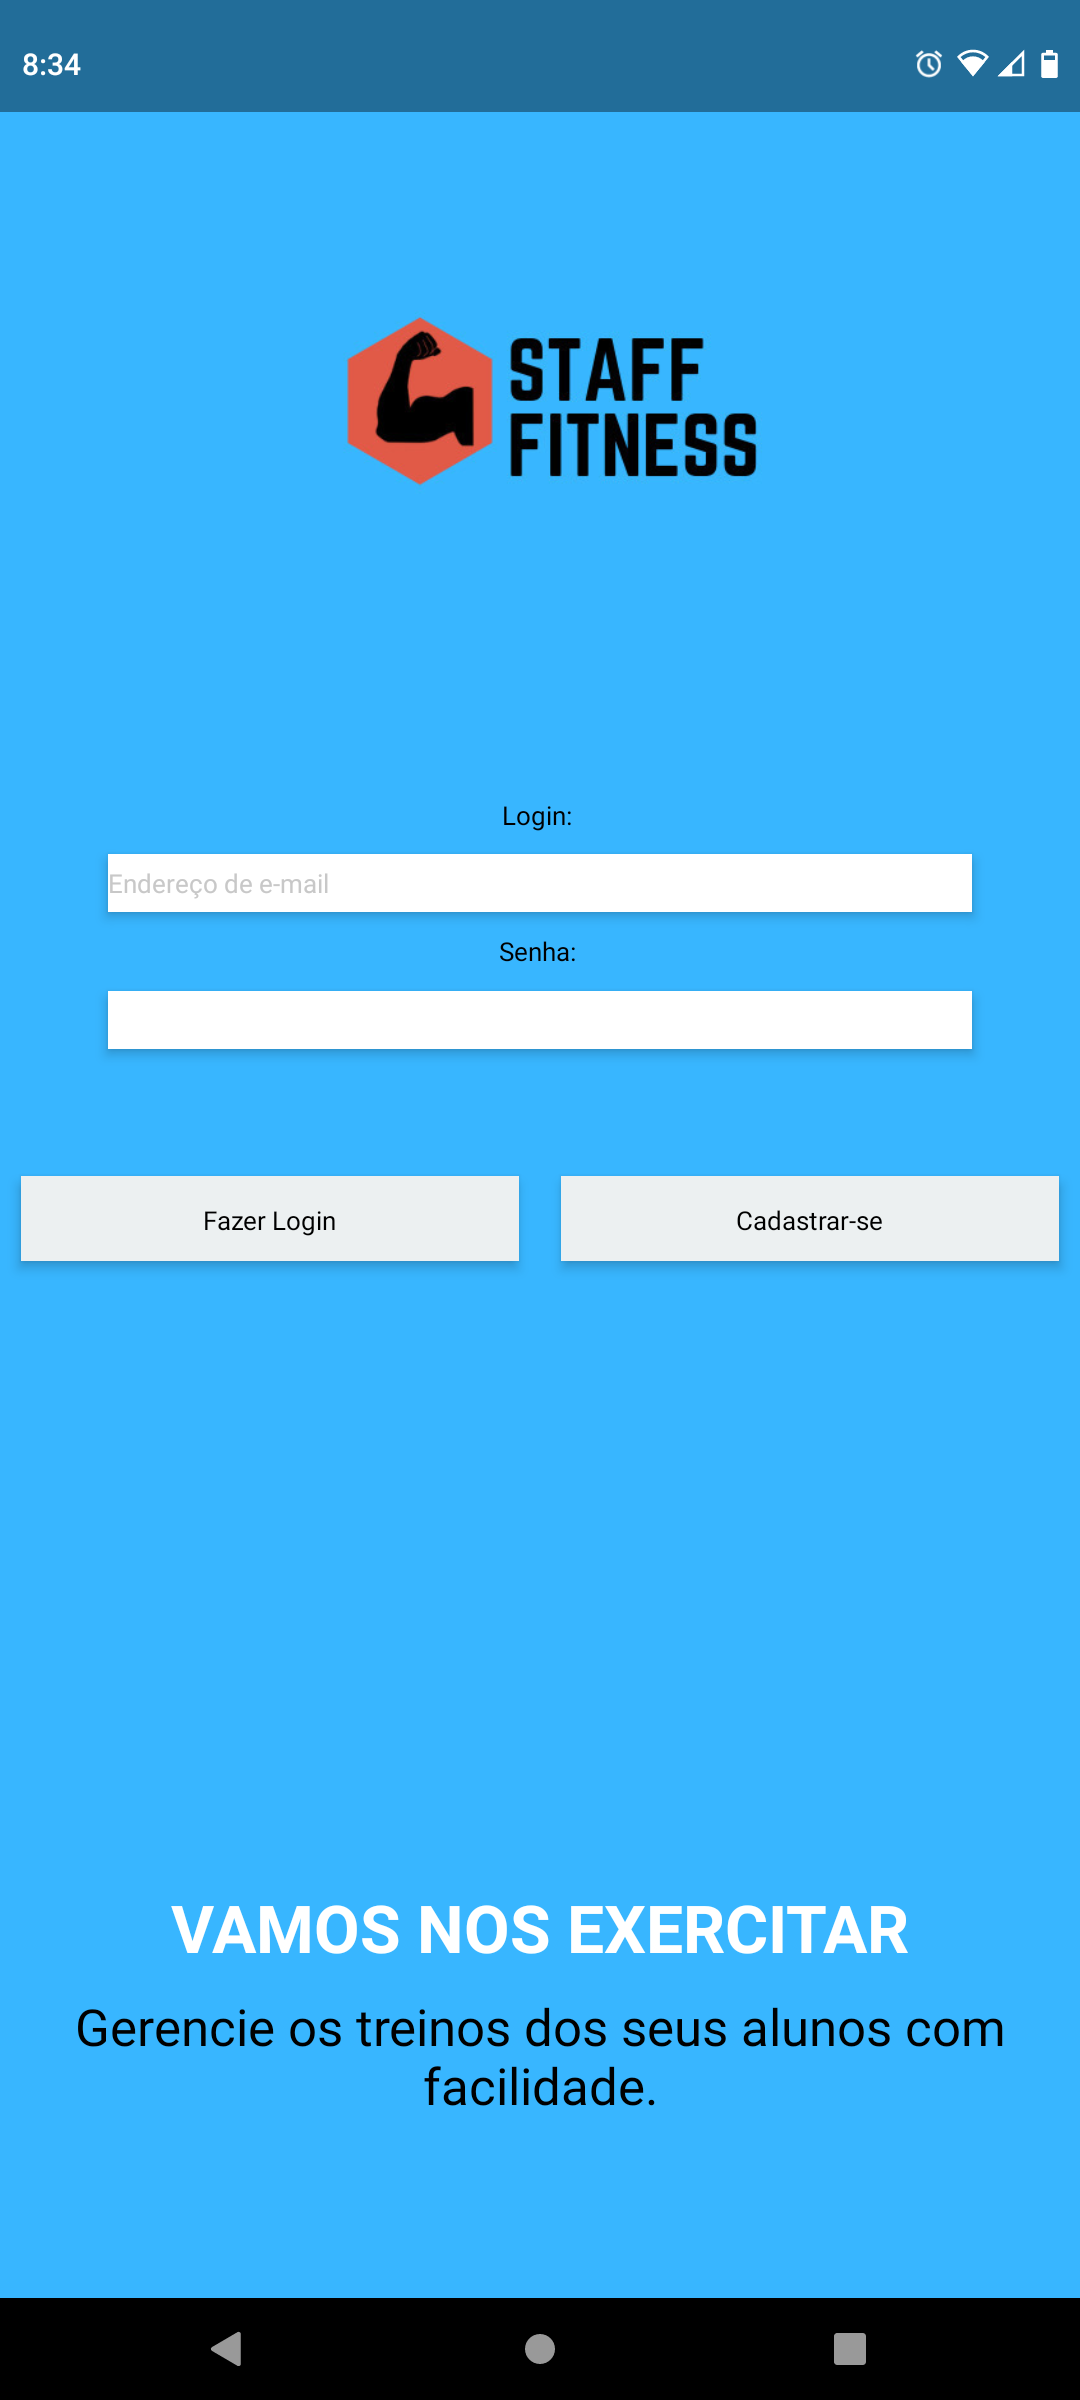 8:34
STAFF
FITNESS
Login:
Endereço de e-mail
Senha:
Fazer Login
Cadastrar-se
VAMOS NOS EXERCITAR
Gerencie os treinos dos seus alunos com
facilidade.